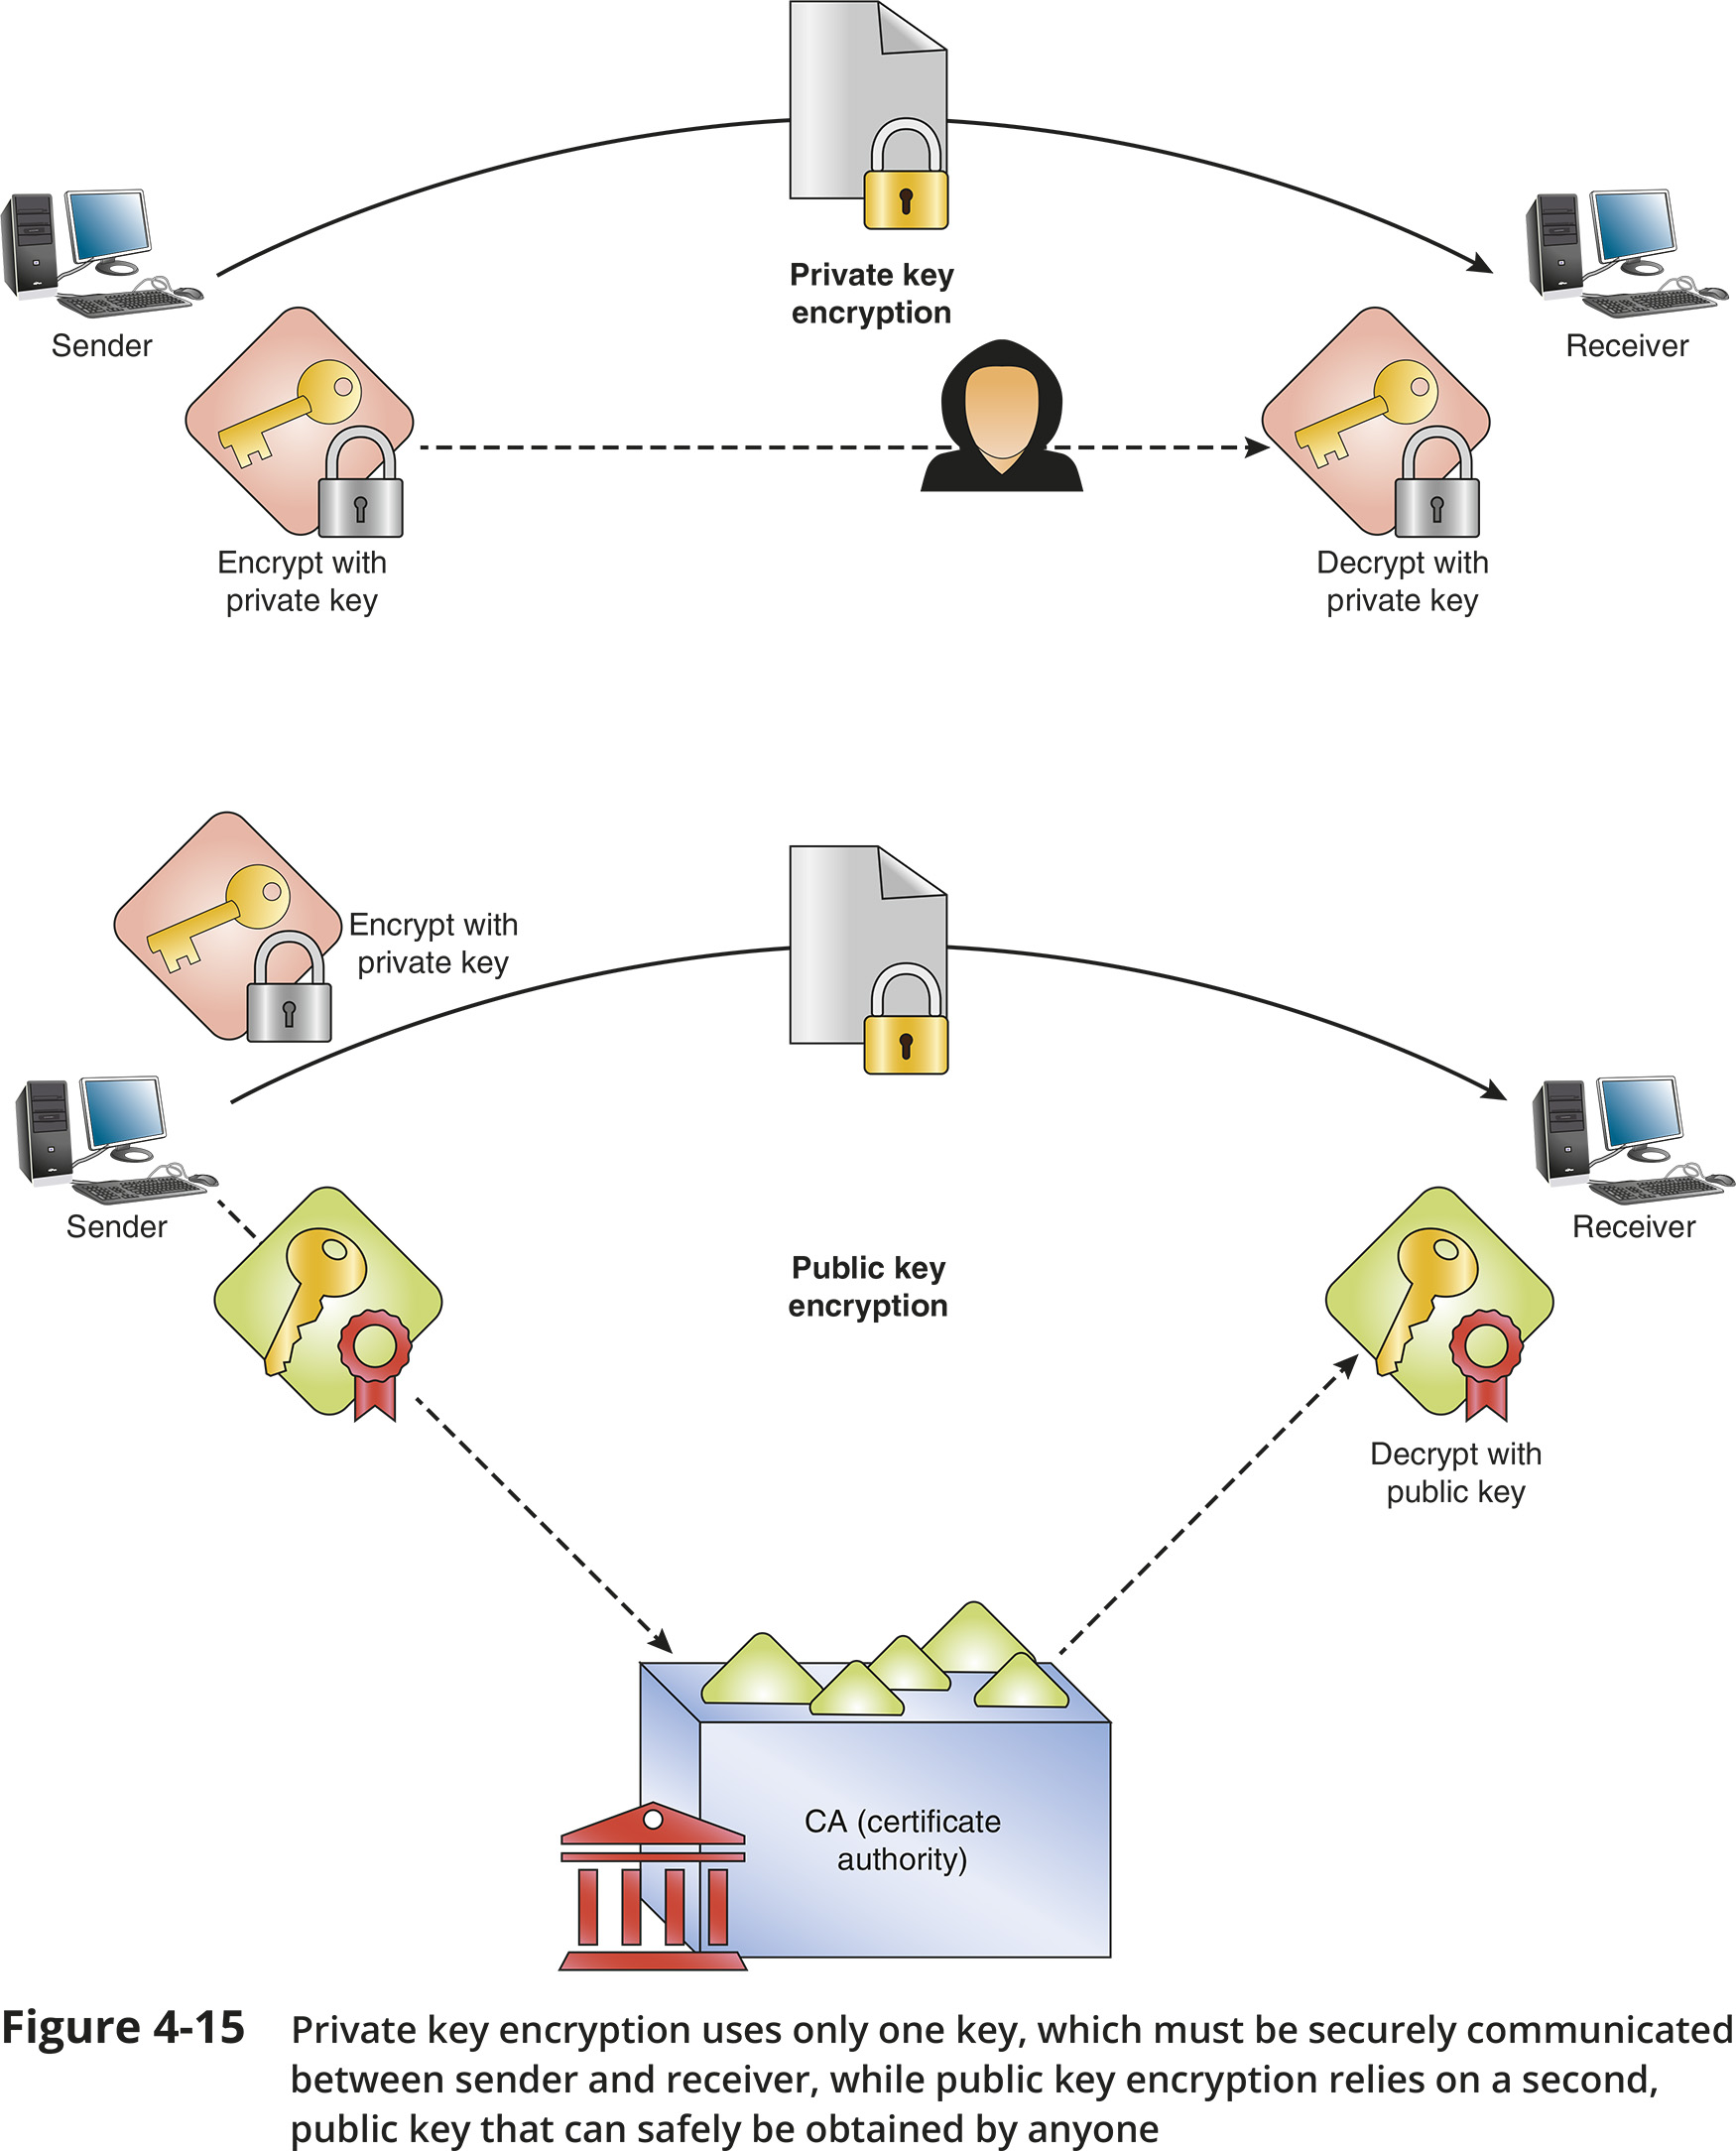 Private key
encryption
Sender
Receiver
Encrypt with
private key
Decrypt with
private key
Encrypt with
private key
Sender
Receiver
Public key
encryption
Decrypt with
public key
CA (certificate
authority)
Figure 4-15 Private key encryption uses only one key, which must be securely communicated
between sender and receiver, while public key encryption relies on a second,
public key that can safely be obtained by anyone